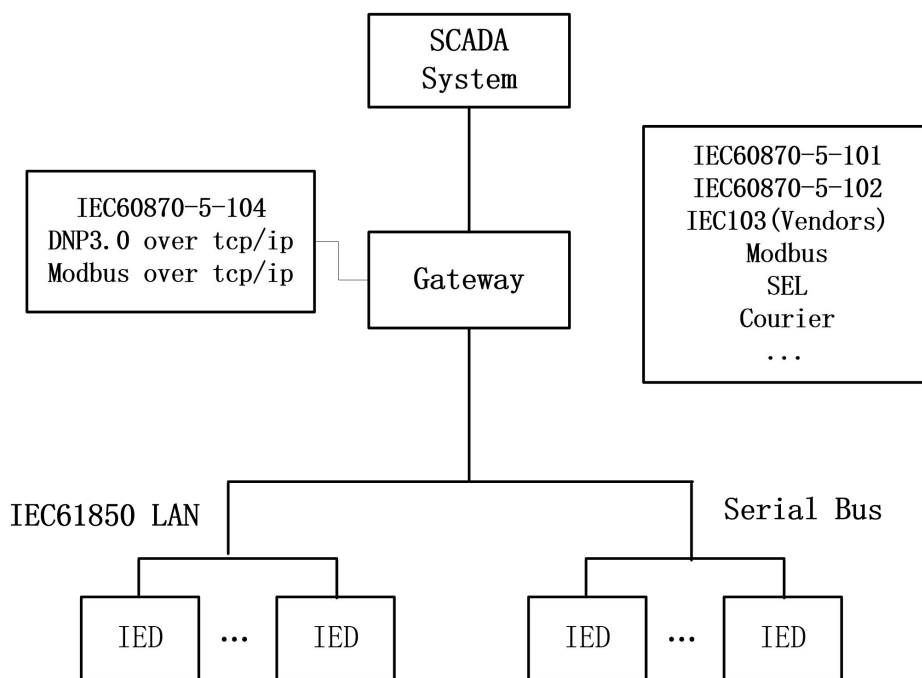 SCADA
System
IEC60870-5-104
DNP3.0 over tcp/ip
Modbus over tcp/ip
Gateway
IEC60870-5-101
IEC60870-5-102
IEC103(Vendors)
Modbus
SEL
Courier
...
IEC61850 LAN
Serial Bus
IED ... IED
IED ... IED